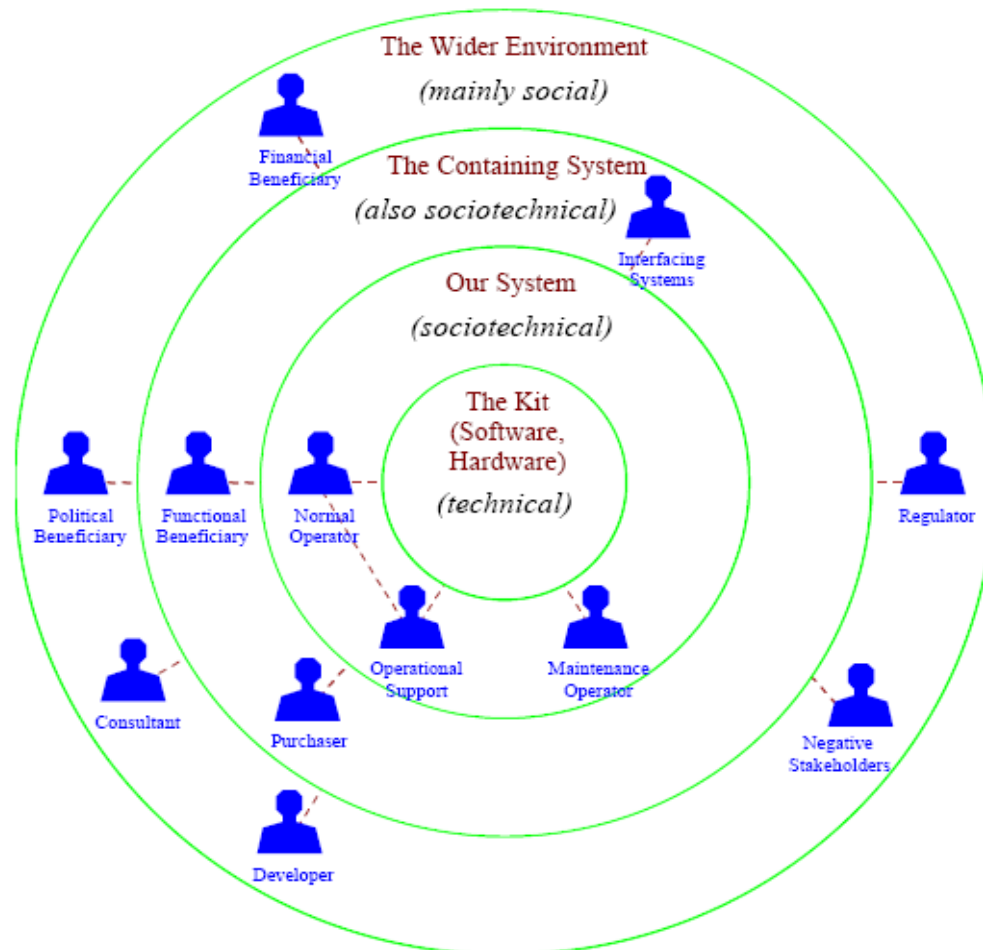 The Wider Environment
(mainly social)
Financial
Beneficiary
The Containing System
(also sociotechnical)
Interfacing
Systems
Our System
(sociotechnical)
The Kit
(Software,
Hardware)
(technical)
Political
Beneficiary
Functional
Beneficiary
Normal
Operator
Regulator
Operational
Support
Maintenance
Operator
Consultant
Purchaser
Negative
Stakeholders
Developer